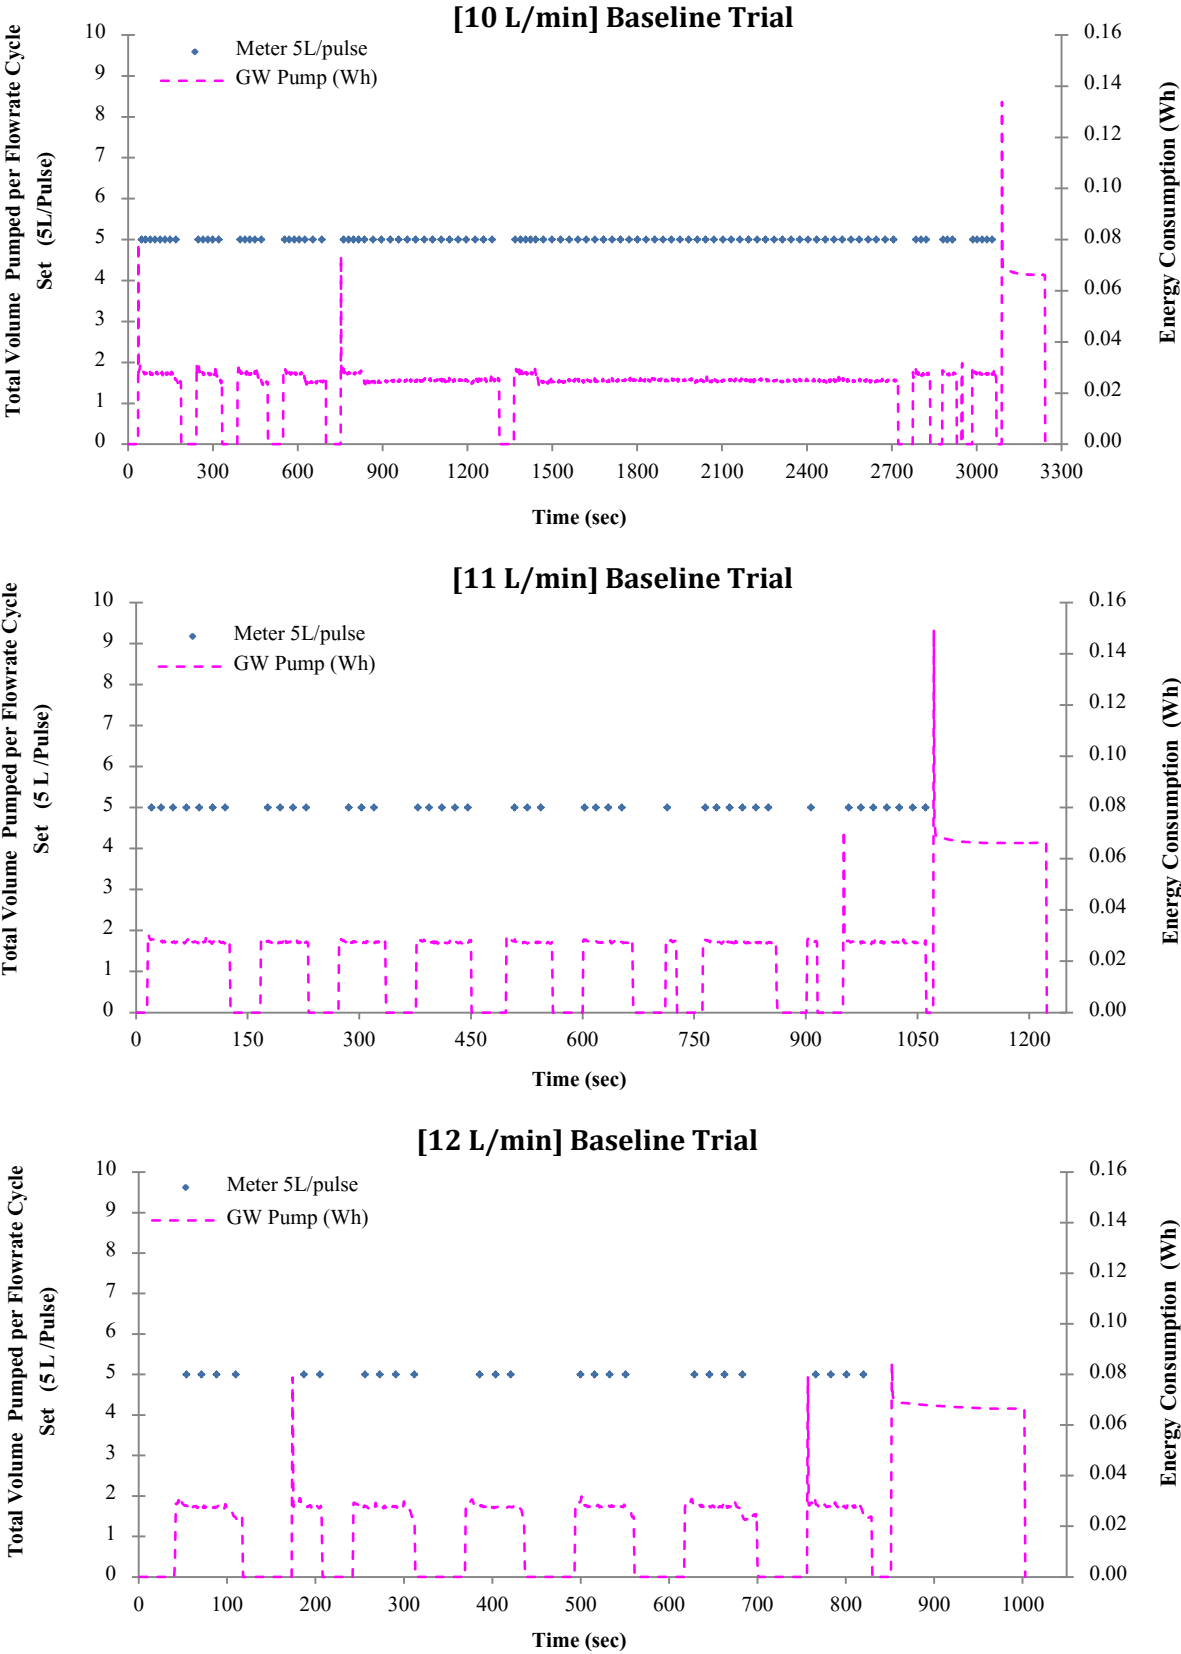 [10 L/min] Baseline Trial
Total Volume Pumped per Flowrate Cycle
Set (5L/Pulse)
10
9
8
7
6
5
4
3
2
1
0
Meter 5L/pulse
GW Pump (Wh)
0.16
0.14
0.12
0.10
0.08
0.06
0.04
0.02
0.00
Energy Consumption (Wh)
0 300 600 900 1200 1500 1800 2100 2400 2700 3000 3300
Time (sec)
[11 L/min] Baseline Trial
Total Volume Pumped per Flowrate Cycle
Set (5 L /Pulse)
10
9
8
7
6
5
4
3
2
1
0
Meter 5L/pulse
GW Pump (Wh)
0.16
0.14
0.12
0.10
0.08
0.06
0.04
0.02
0.00
Energy Consumption (Wh)
0 150 300 450 600 750 900 1050 1200
Time (sec)
[12 L/min] Baseline Trial
Total Volume Pumped per Flowrate Cycle
Set (5 L /Pulse)
10
9
8
7
6
5
4
3
2
1
0
Meter 5L/pulse
GW Pump (Wh)
0.16
0.14
0.12
0.10
0.08
0.06
0.04
0.02
0.00
Energy Consumption (Wh)
0 100 200 300 400 500 600 700 800 900 1000
Time (sec)